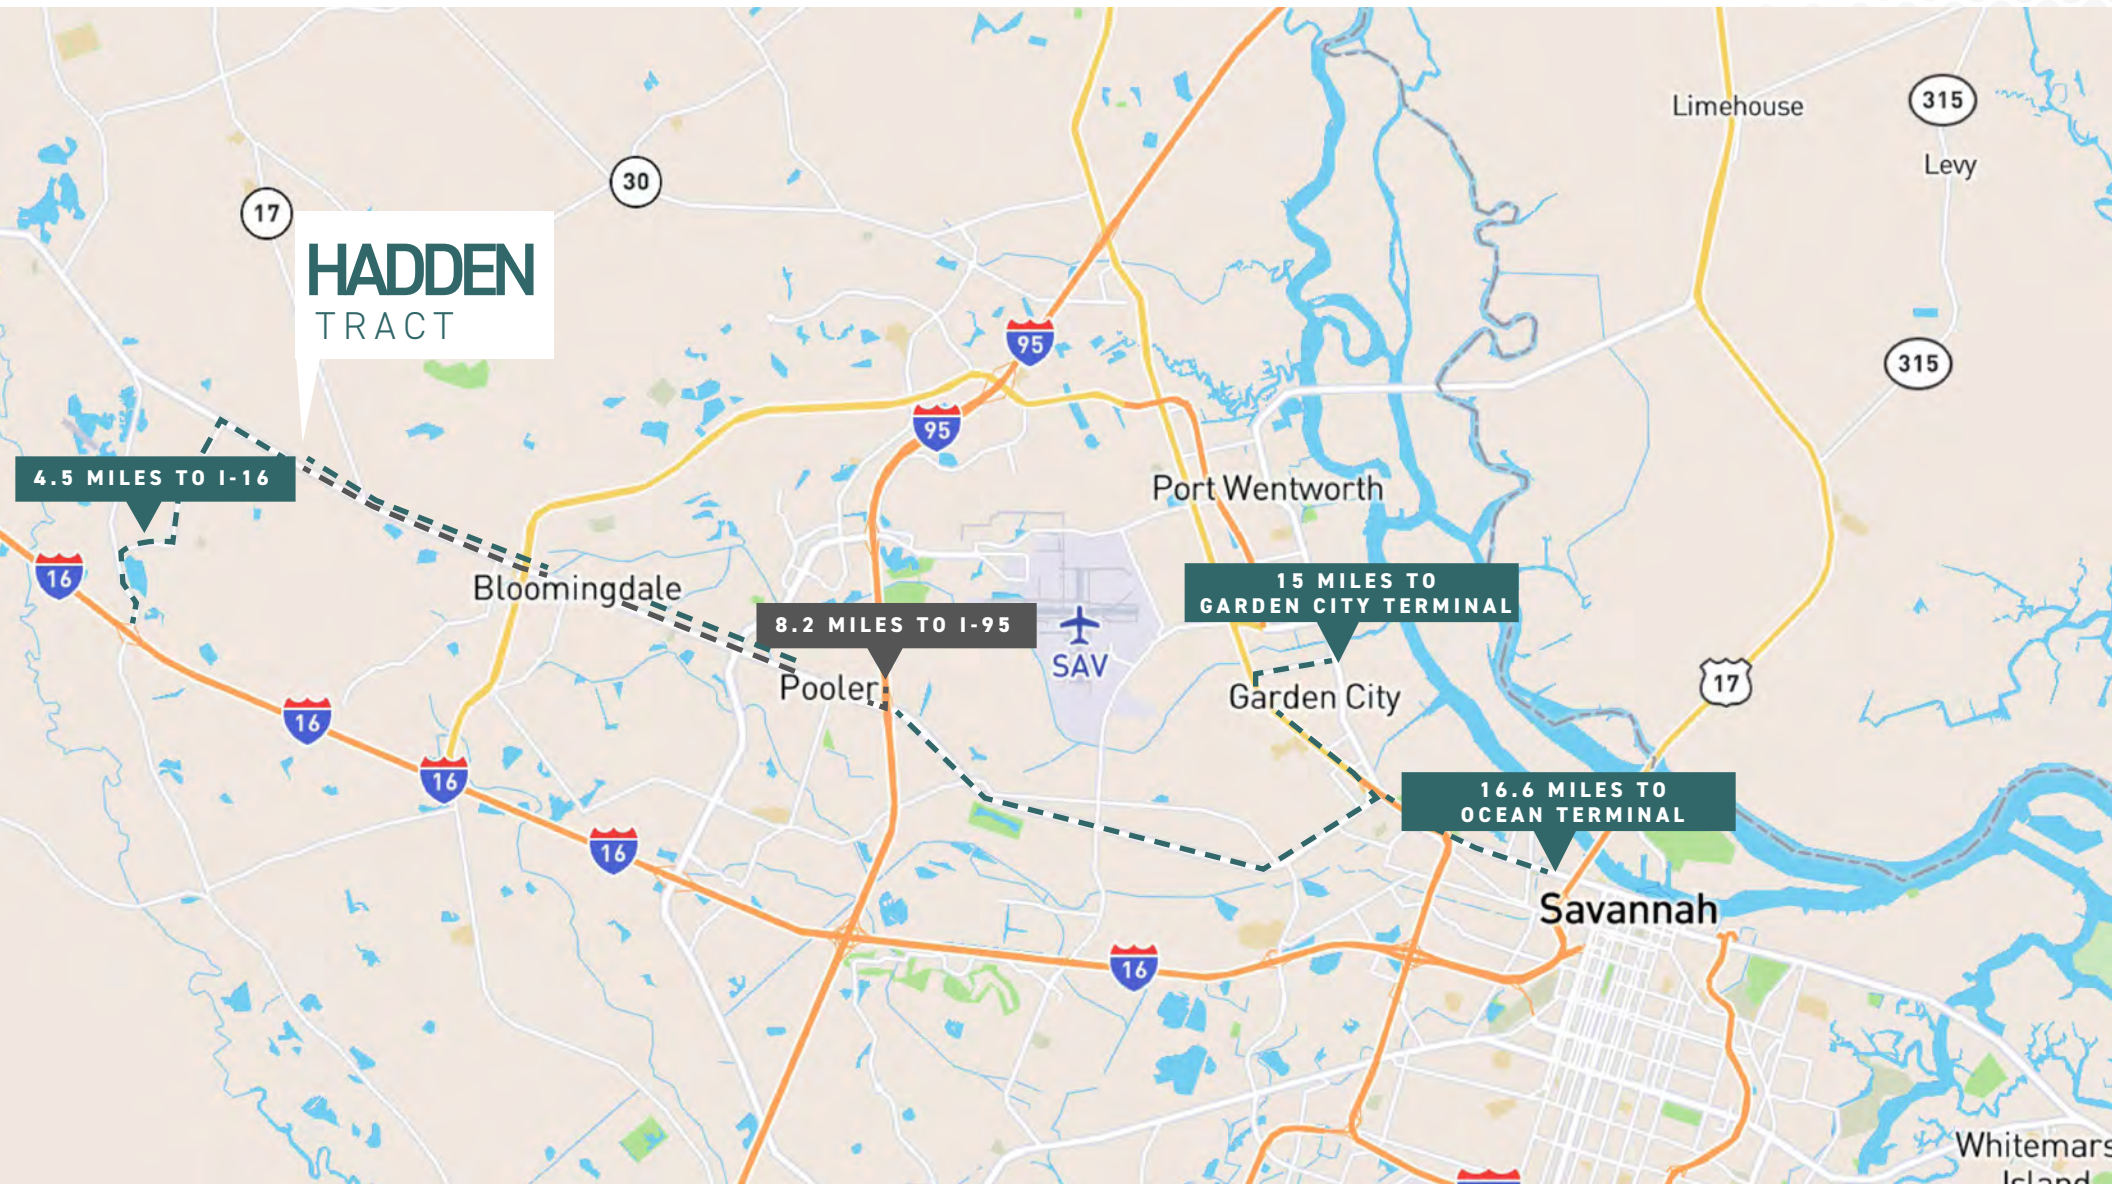 Limehouse
315
Levy
30
17
HADDEN
TRACT
95
315
95
4.5 MILES TO I-16
Port Wentworth
16
Bloomingdale
15 MILES TO
GARDEN CITY TERMINAL
8.2 MILES TO I-95
SAV
Pooler
Garden City
17
16
16
16.6 MILES TO
OCEAN TERMINAL
16
Savannah
16
Whitemars
Island